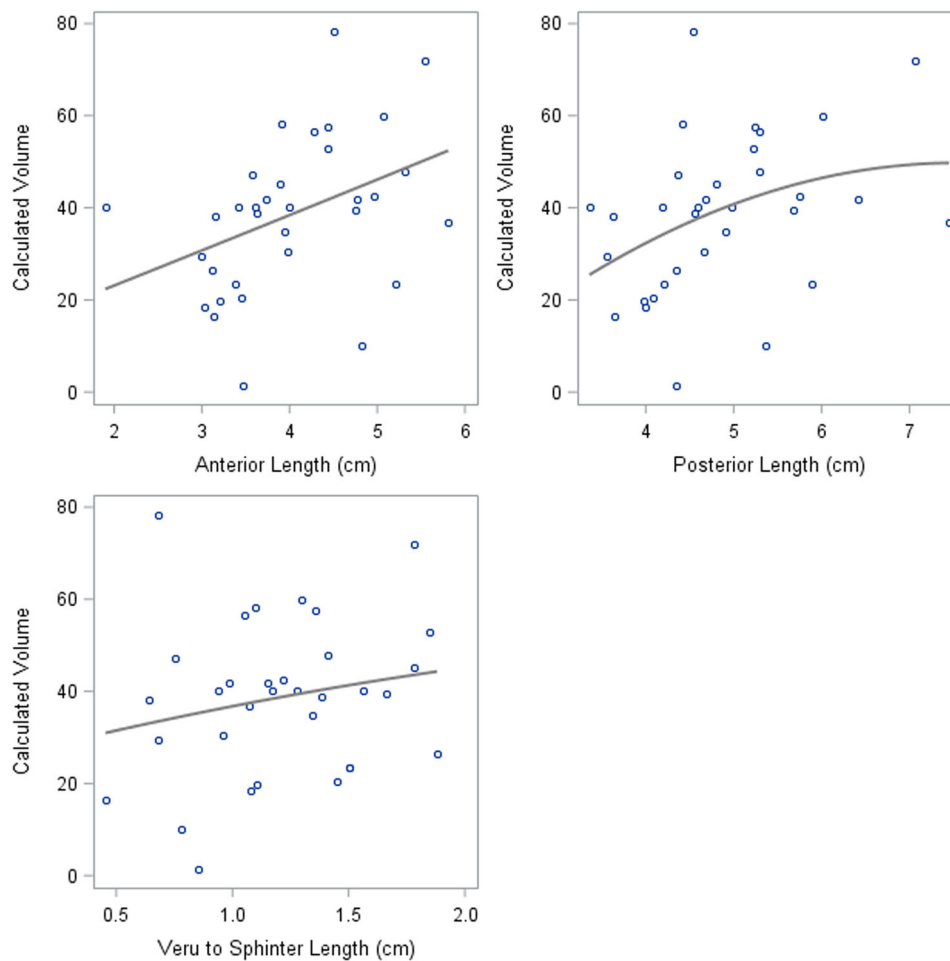 80
60
40
20
0
Calculated Volume
2 3 4 5 6
Anterior Length (cm)
80
60
40
20
0
Calculated Volume
4 5 6 7
Posterior Length (cm)
80
60
40
20
0
Calculated Volume
0.5 1.0 1.5 2.0
Veru to Sphinter Length (cm)